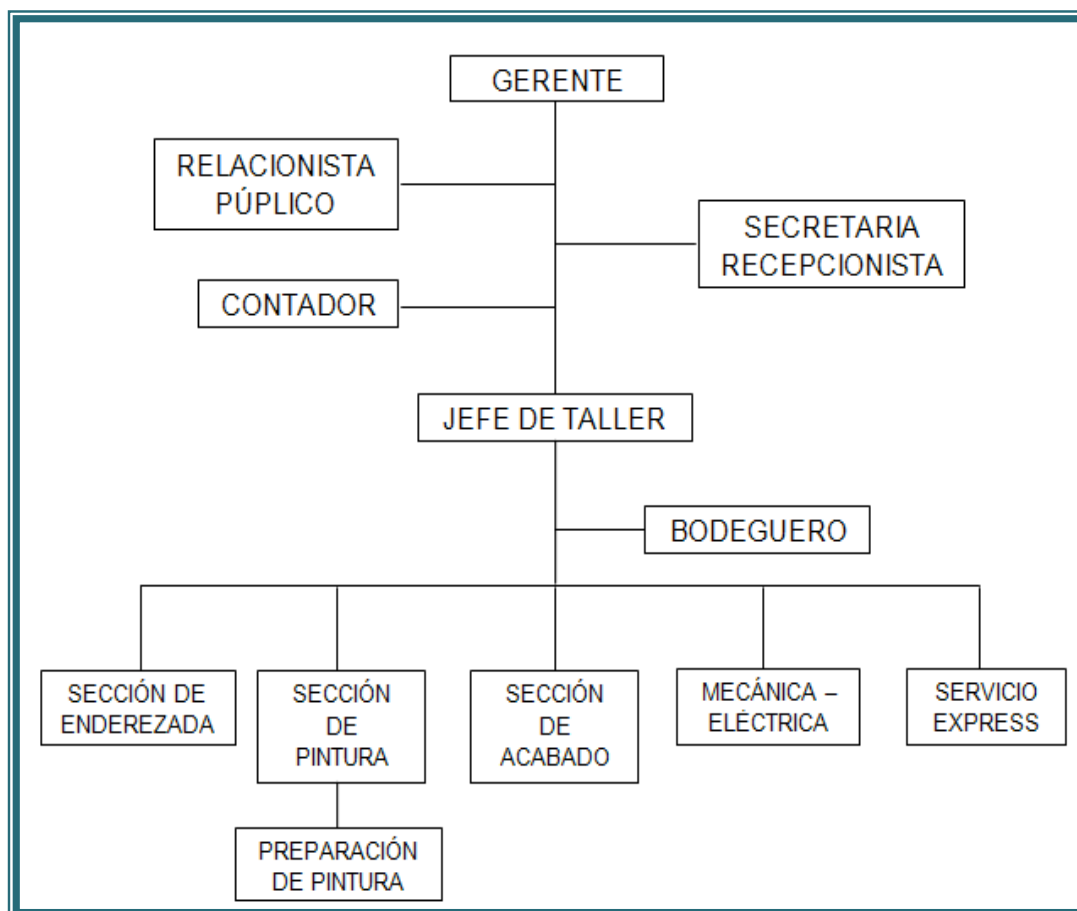 GERENTE
RELACIONISTA
PÚPLICO
SECRETARIA
RECEPCIONISTA
CONTADOR
JEFE DE TALLER
BODEGUERO
SECCIÓN DE
ENDEREZADA
SECCIÓN
DE
PINTURA
SECCIÓN
DE
ACABADO
MECÁNICA –
ELÉCTRICA
SERVICIO
EXPRESS
PREPARACIÓN
DE PINTURA